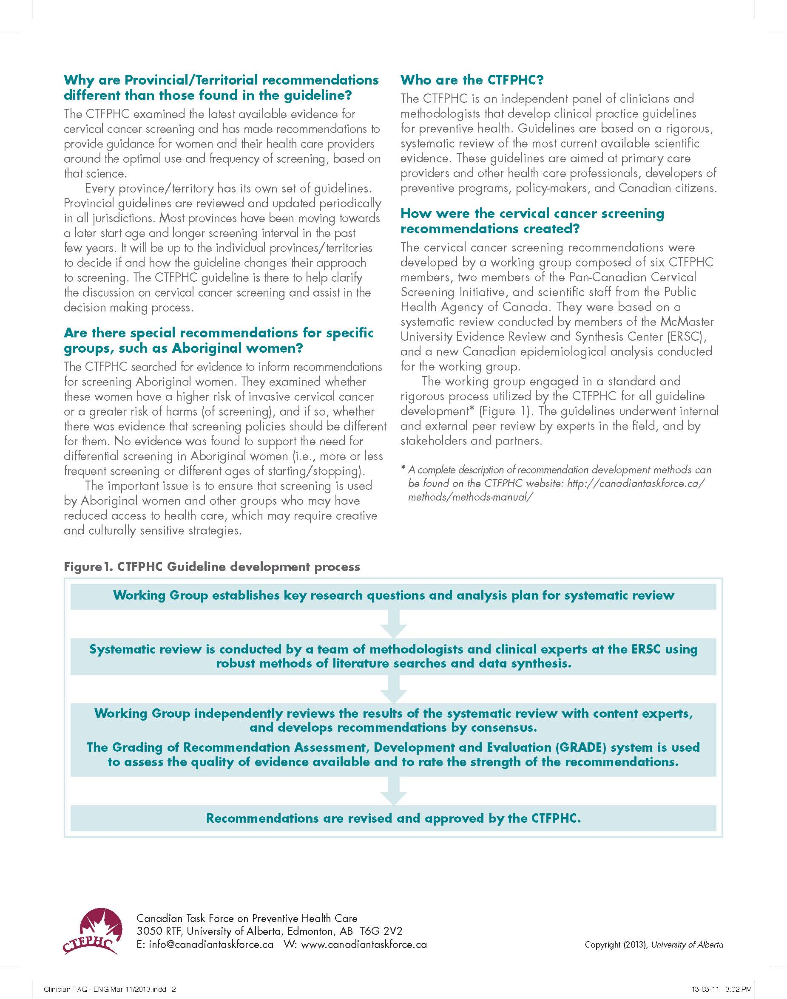 Why are Provincial/Territorial recommendations
different than those found in the guideline?
The CTFPHC examined the latest available evidence for
cervical cancer screening and has made recommendations to
provide guidance for women and their health care providers
around the optimal use and frequency of screening, based on
that science.
Every province/territory has its own set of guidelines.
Provincial guidelines are reviewed and updated periodically
in all jurisdictions. Most provinces have been moving towards
a later start age and longer screening interval in the past
few years. It will be up to the individual provinces/territories
to decide if and how the guideline changes their approach
to screening. The CTFPHC guideline is there to help clarify
the discussion on cervical cancer screening and assist in the
decision making process.
Are there special recommendations for specific
groups, such as Aboriginal women?
The CTFPHC searched for evidence to inform recommendations
for screening Aboriginal women. They examined whether
these women have a higher risk of invasive cervical cancer
or a greater risk of harms (of screening), and if so, whether
there was evidence that screening policies should be different
for them. No evidence was found to support the need for
differential screening in Aboriginal women (i.e., more or less
frequent screening or different ages of starting/stopping).
The important issue is to ensure that screening is used
by Aboriginal women and other groups who may have
reduced access to health care, which may require creative
and culturally sensitive strategies.
Who are the CTFPHC?
The CTFPHC is an independent panel of clinicians and
methodologists that develop clinical practice guidelines
for preventive health. Guidelines are based on a rigorous,
systematic review of the most current available scientific
evidence. These guidelines are aimed at primary care
providers and other health care professionals, developers of
preventive programs, policy-makers, and Canadian citizens.
How were the cervical cancer screening
recommendations created?
The cervical cancer screening recommendations were
developed by a working group composed of six CTFPHC
members, two members of the Pan-Canadian Cervical
Screening Initiative, and scientific staff from the Public
Health Agency of Canada. They were based on a
systematic review conducted by members of the McMaster
University Evidence Review and Synthesis Center (ERSC),
and a new Canadian epidemiological analysis conducted
for the working group.
The working group engaged in a standard and
rigorous process utilized by the CTFPHC for all guideline
development* (Figure 1). The guidelines underwent internal
and external peer review by experts in the field, and by
stakeholders and partners.
* A complete description of recommendation development methods can
be found on the CTFPHC website: http://canadiantaskforce.ca/
methods/methods-manual/
Figure1. CTFPHC Guideline development process
Working Group establishes key research questions and analysis plan for systematic review
Systematic review is conducted by a team of methodologists and clinical experts at the ERSC using
robust methods of literature searches and data synthesis.
Working Group independently reviews the results of the systematic review with content experts,
and develops recommendations by consensus.
The Grading of Recommendation Assessment, Development and Evaluation (GRADE) system is used
to assess the quality of evidence available and to rate the strength of the recommendations.
Recommendations are revised and approved by the CTFPHC.
CTFPHC
Canadian Task Force on Preventive Health Care
3050 RTF, University of Alberta, Edmonton, AB T6G 2V2
E: info@canadiantaskforce.ca W: www.canadiantaskforce.ca
Copyright (2013), University of Alberta
Clinician FAQ - ENG Mar 11/2013.indd 2
13-03-11 3:02 PM